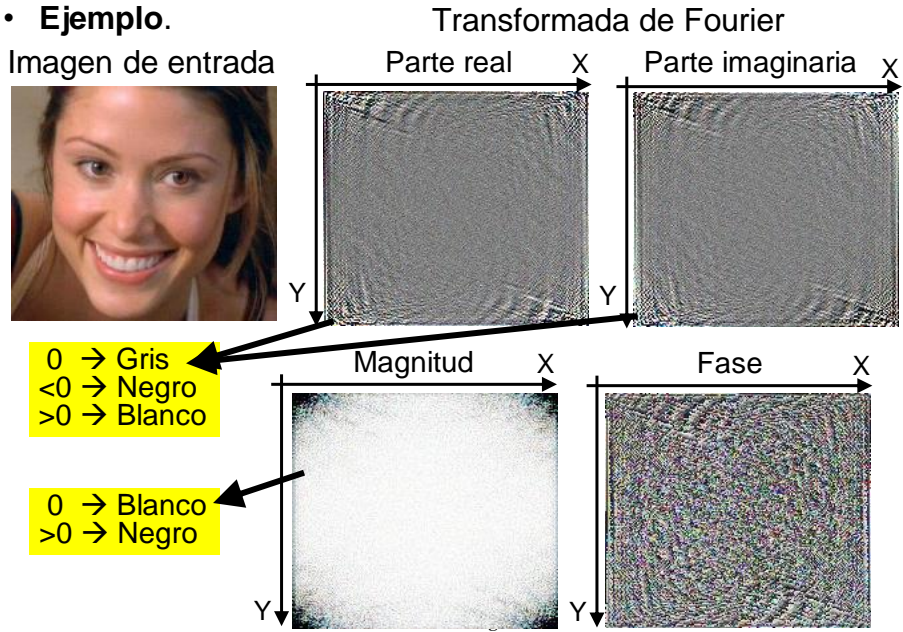 • Ejemplo.
Transformada de Fourier
Imagen de entrada
Parte real
X
Parte imaginaria
X
Y
Y
0 → Gris
<0 → Negro
>0 → Blanco
Magnitud
X
Fase
X
0 → Blanco
>0 → Negro
Y
Y